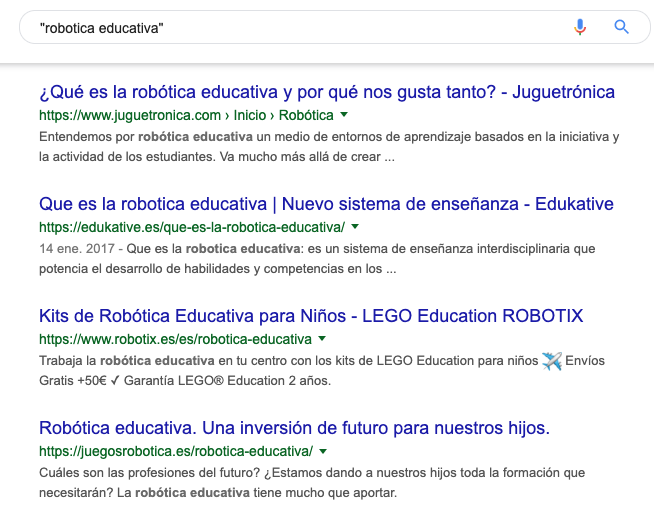 "robotica educativa"
¿Qué es la robótica educativa y por qué nos gusta tanto? - Juguetrónica
https://www.juguetronica.com › Inicio › Robótica
Entendemos por robótica educativa un medio de entornos de aprendizaje basados en la iniciativa y
la actividad de los estudiantes. Va mucho más allá de crear ...
Que es la robotica educativa | Nuevo sistema de enseñanza - Edukative
https://edukative.es/que-es-la-robotica-educativa/
14 ene. 2017 - Que es la robotica educativa: es un sistema de enseñanza interdisciplinaria que
potencia el desarrollo de habilidades y competencias en los ...
Kits de Robótica Educativa para Niños - LEGO Education ROBOTIX
https://www.robotix.es/es/robotica-educativa
Trabaja la robótica educativa en tu centro con los kits de LEGO Education para niños ✈️ Envíos
Gratis +50€ ✓ Garantía LEGO® Education 2 años.
Robótica educativa. Una inversión de futuro para nuestros hijos.
https://juegosrobotica.es/robotica-educativa/
Cuáles son las profesiones del futuro? ¿Estamos dando a nuestros hijos toda la formación que
necesitarán? La robótica educativa tiene mucho que aportar.